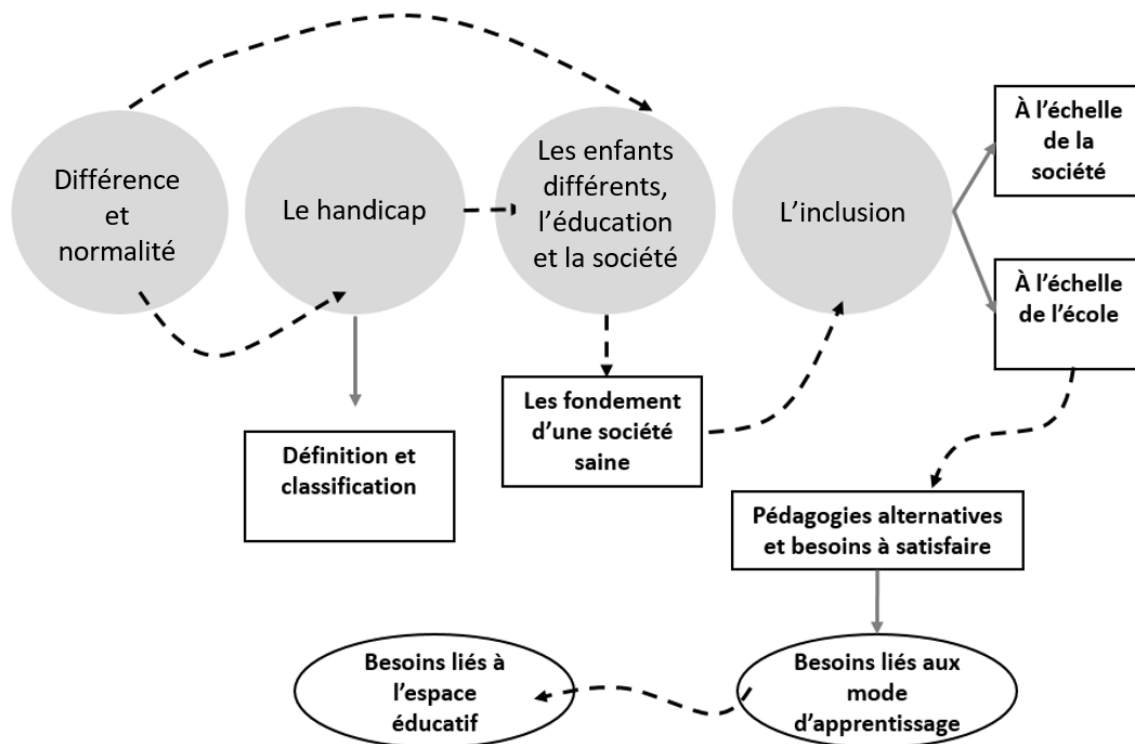 Différence
et
normalité
Le handicap
Les enfants
différents,
l'éducation
et la société
L'inclusion
À l'échelle
de la
société
À l'échelle
de l'école
Définition et
classification
Les fondement
d'une société
saine
Pédagogies alternatives
et besoins à satisfaire
Besoins liés à
l'espace
éducatif
Besoins liés aux
mode
d'apprentissage